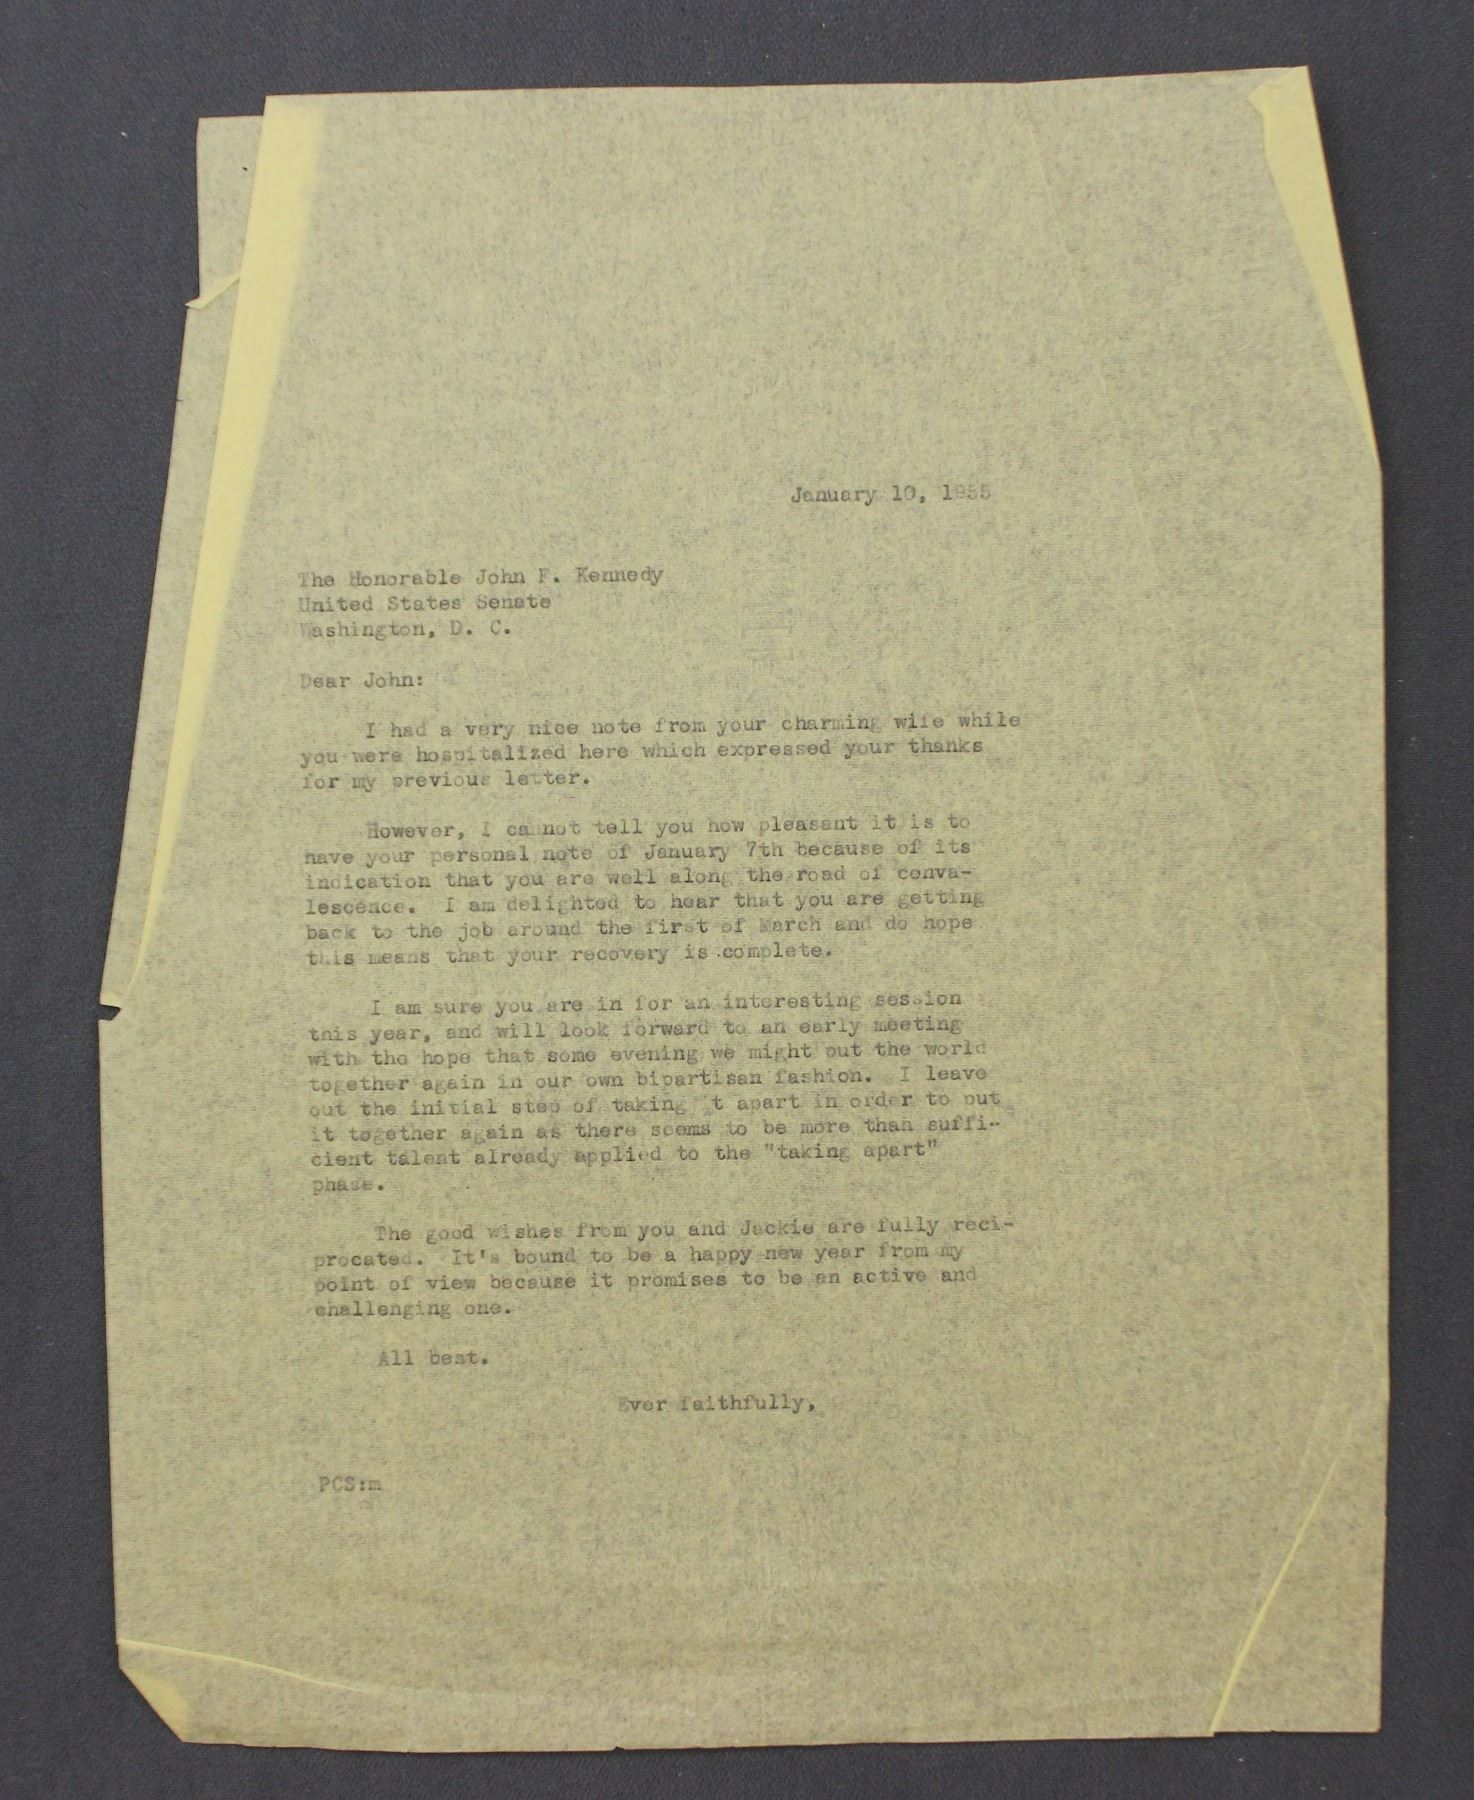 January 10, 1955
The Honorable John F. Kennedy
United States Senate
Washington, D. C.
Dear John:
I had a very nice note from your charming wife while
you were hospitalized here which expressed your thanks
for my previous letter.
However, I cannot tell you how pleasant it is to
have your personal note of January 7th because of its
indication that you are well along the road of conva-
lescence. I am delighted to hear that you are getting
back to the job around the first of March and do hope
this means that your recovery is complete.
I am sure you are in for an interesting session
this year, and will look forward to an early meeting
with the hope that some evening we might put the world
together again in our own bipartisan fashion. I leave
out the initial step of taking it apart in order to put
it together again as there seems to be more than suffi-
cient talent already applied to the "taking apart"
phase.
The good wishes from you and Jackie are fully reci-
procated. It's bound to be a happy new year from my
point of view because it promises to be an active and
challenging one.
All best.
Ever faithfully,
PCS:m